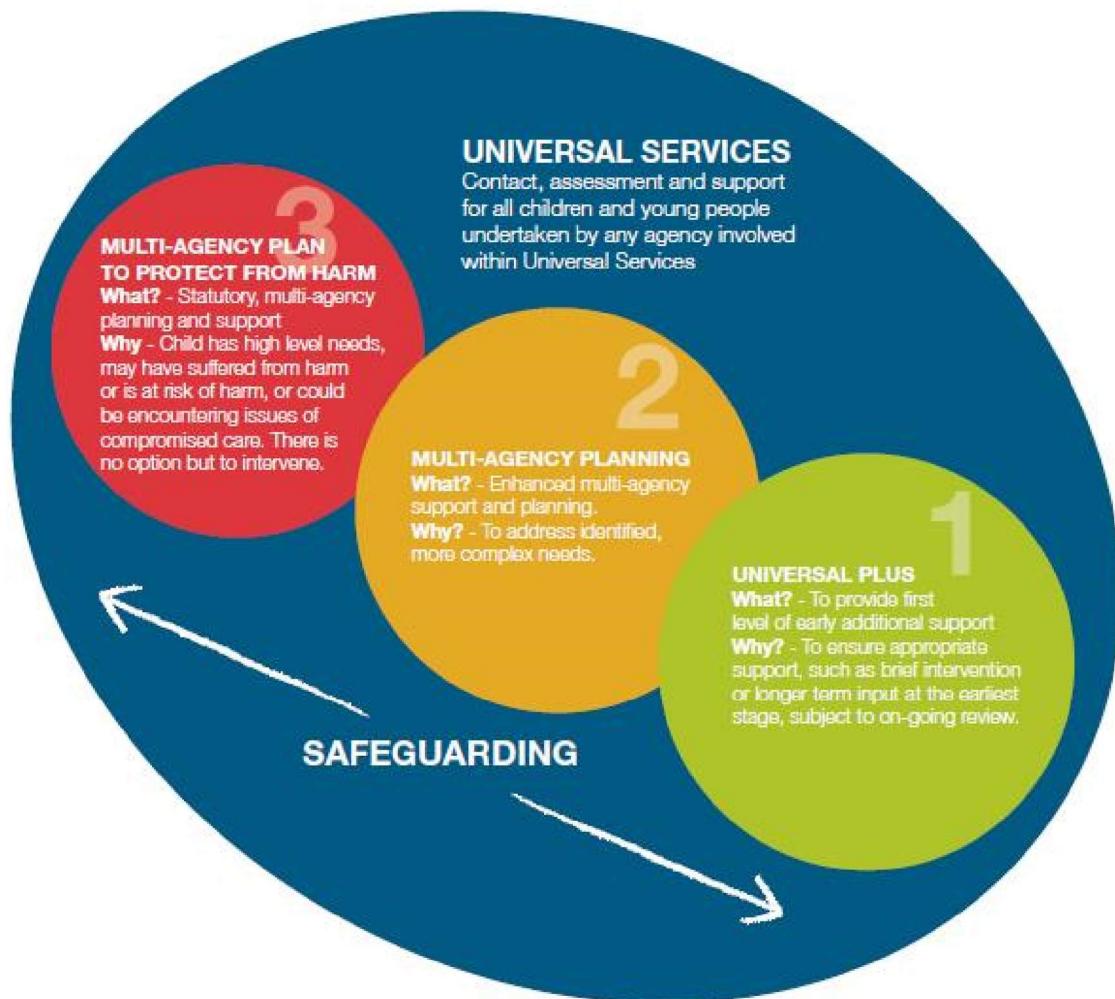 UNIVERSAL SERVICES
Contact, assessment and support
for all children and young people
undertaken by any agency involved
within Universal Services
3
MULTI-AGENCY PLAN
TO PROTECT FROM HARM
What? - Statutory, multi-agency
planning and support
Why - Child has high level needs,
may have suffered from harm
or is at risk of harm, or could
be encountering issues of
compromised care. There is
no option but to intervene.
2
MULTI-AGENCY PLANNING
What? - Enhanced multi-agency
support and planning.
Why? - To address identified,
more complex needs.
1
UNIVERSAL PLUS
What? - To provide first
level of early additional support
Why? - To ensure appropriate
support, such as brief intervention
or longer term input at the earliest
stage, subject to on-going review.
SAFEGUARDING